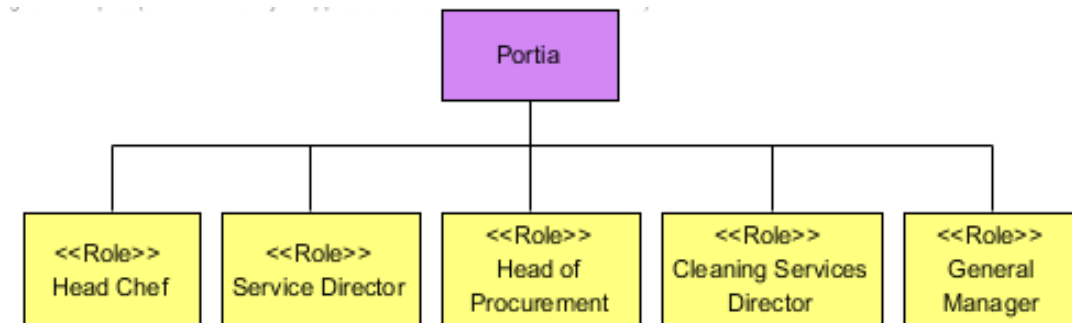 Portia
<<Role>>
Head Chef
<<Role>>
Service Director
<<Role>>
Head of
Procurement
<<Role>>
Cleaning Services
Director
<<Role>>
General
Manager